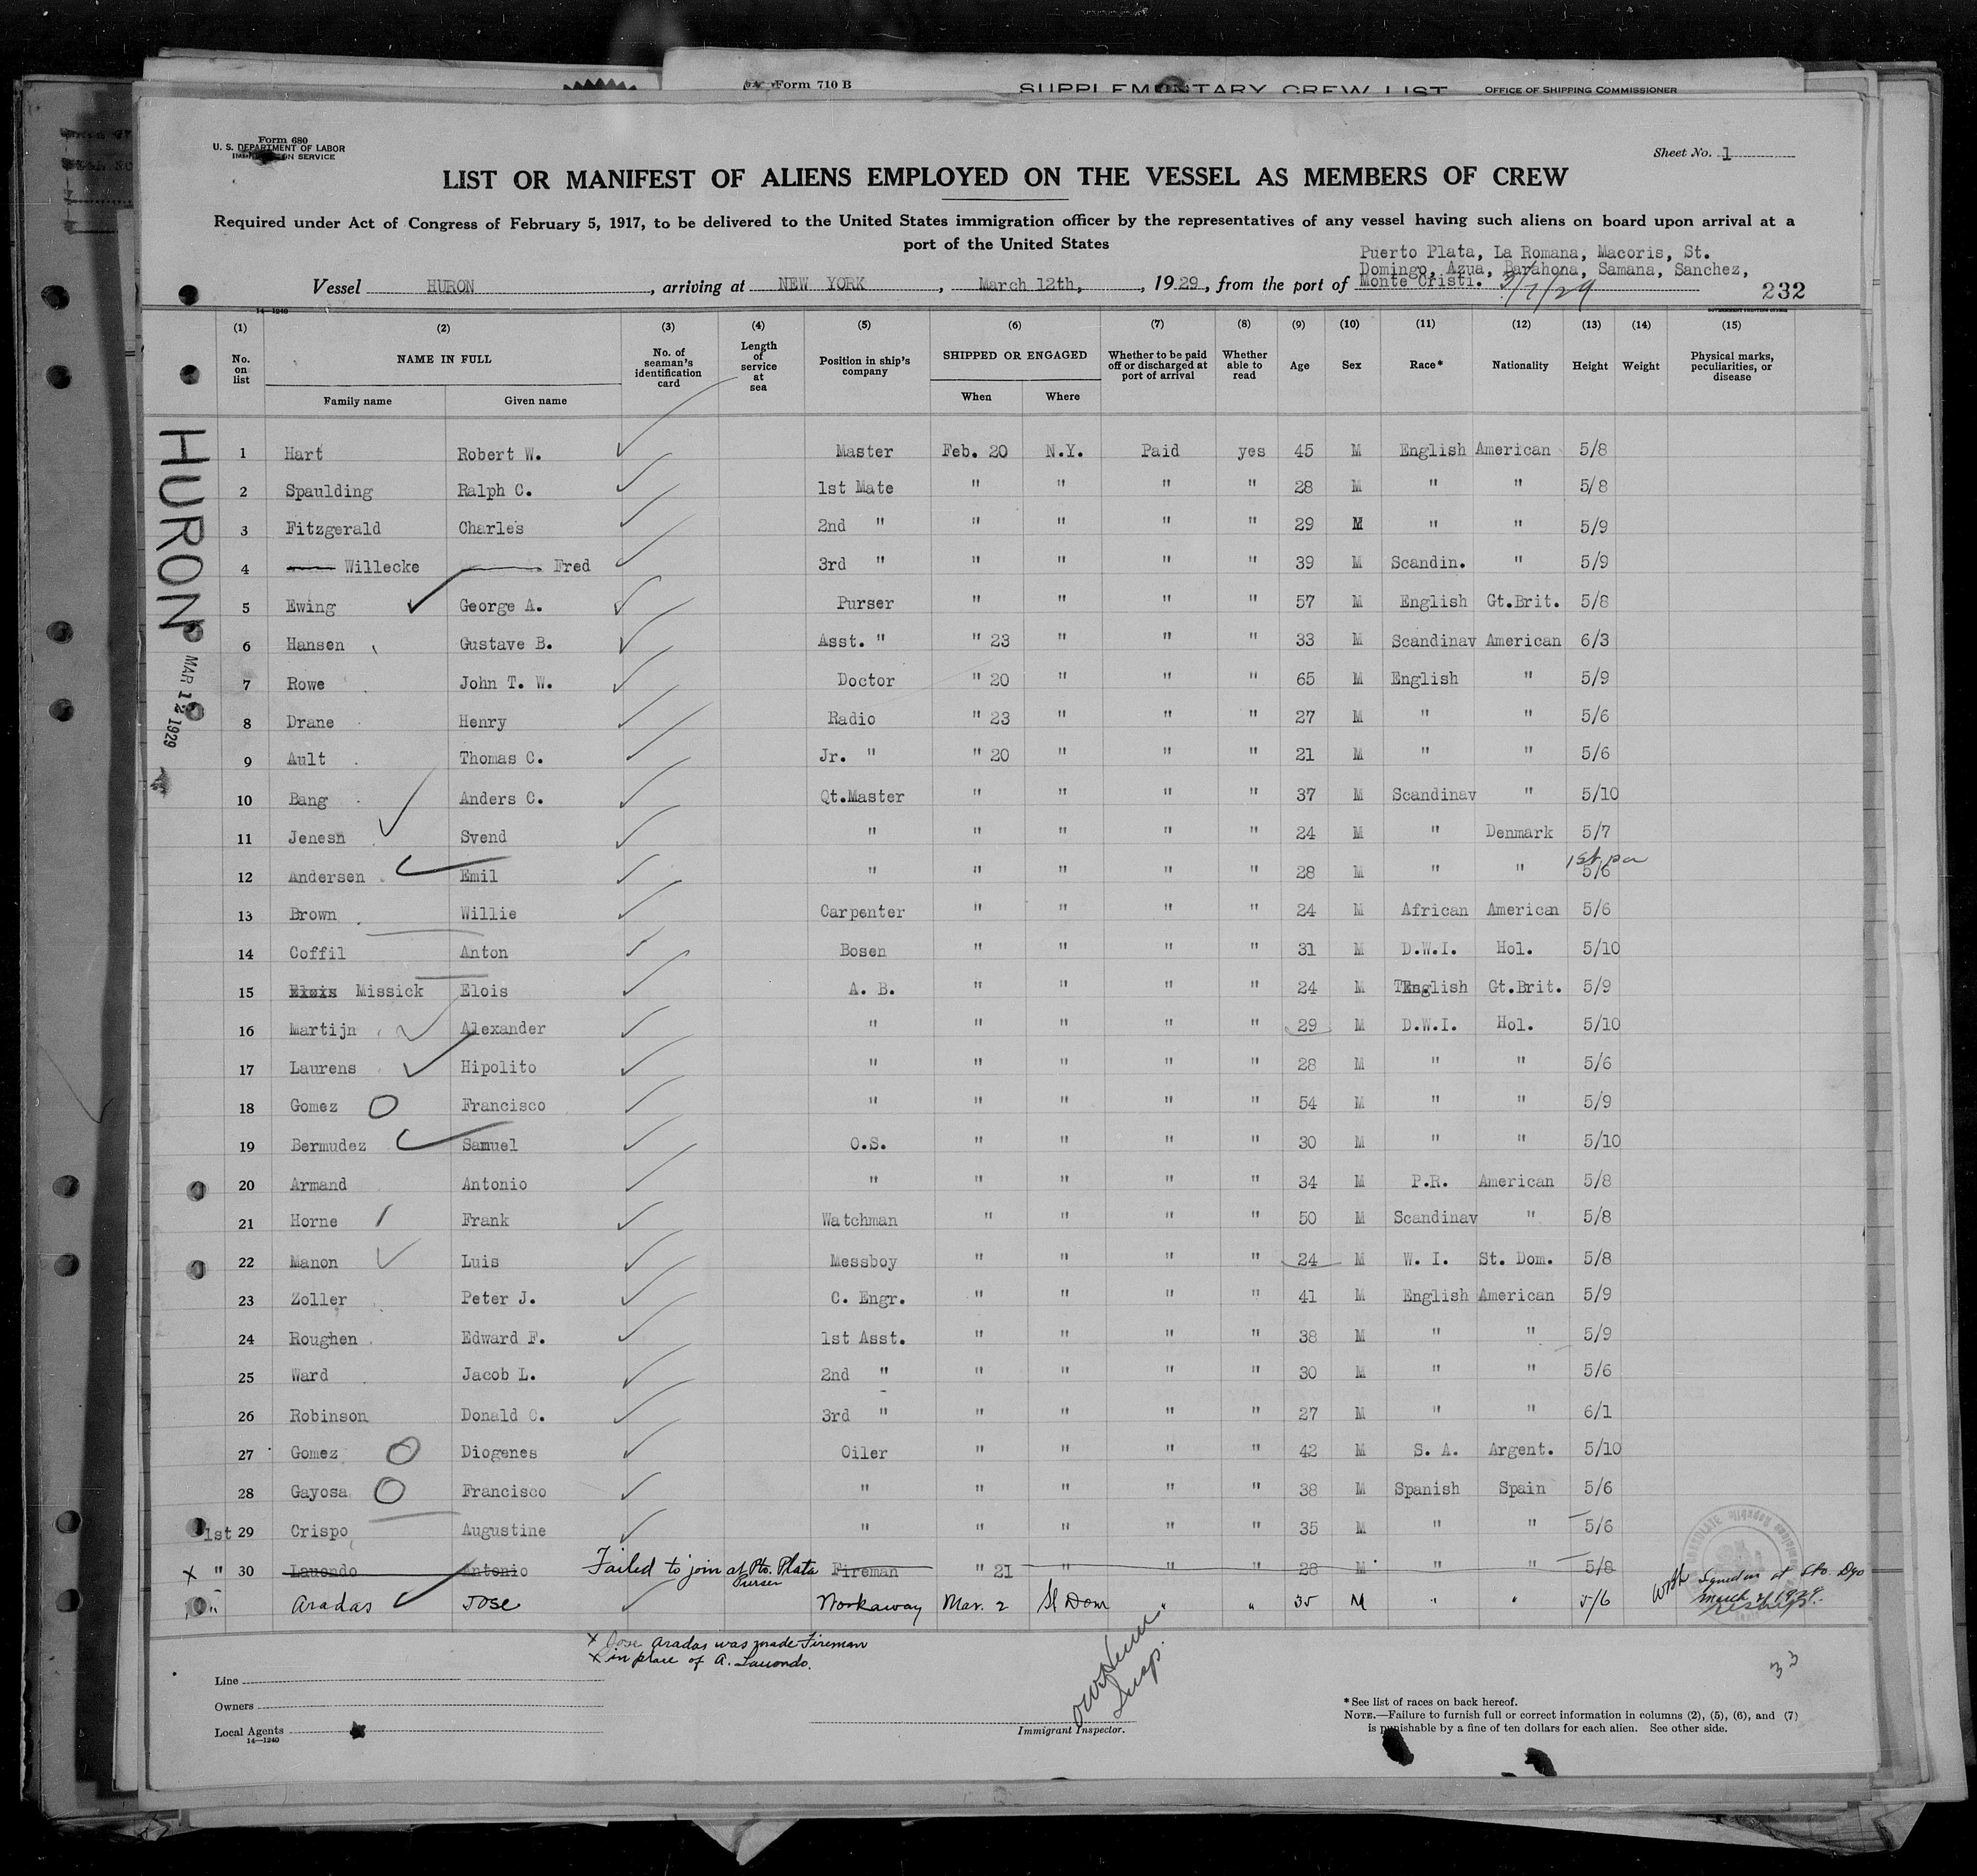 Form 710 B SUPPLEMENTARY CREW LIST OFFICE OF SHIPPING COMMISSIONER
Form 680
U. S. DEPARTMENT OF LABOR
IMMIGRATION SERVICE
Sheet No. 1
LIST OR MANIFEST OF ALIENS EMPLOYED ON THE VESSEL AS MEMBERS OF CREW
Required under Act of Congress of February 5, 1917, to be delivered to the United States immigration officer by the representatives of any vessel having such aliens on board upon arrival at a
port of the United States
Puerto Plata, La Romana, Macoris, St.
Domingo, Azua, Barahona, Samana, Sanchez,
Vessel HURON, arriving at NEW YORK, March 12th, 1929, from the port of Monte Cristi. 3/7/29
232
14-1240
(1) (2) (3) (4) (5) (6) (7) (8) (9) (10) (11) (12) (13) (14) (15)
No. on list NAME IN FULL No. of seaman's identification card Length of service at sea Position in ship's company SHIPPED OR ENGAGED Whether to be paid off or discharged at port of arrival Whether able to read Age Sex Race* Nationality Height Weight Physical marks, peculiarities, or disease
Family name Given name When Where
HURON
MAR 12 1929
1 Hart Robert W. Master Feb. 20 N.Y. Paid yes 45 M English American 5/8
2 Spaulding Ralph C. 1st Mate " " " " 28 M " " 5/8
3 Fitzgerald Charles 2nd " " " " " 29 M " " 5/9
4 Willecke Fred 3rd " " " " " 39 M Scandin. " 5/9
5 Ewing George A. Purser " " " " 57 M English Gt.Brit. 5/8
6 Hansen Gustave B. Asst. " " 23 " " " 33 M Scandinav American 6/3
7 Rowe John T. W. Doctor " 20 " " " 65 M English " 5/9
8 Drane Henry Radio " 23 " " " 27 M " " 5/6
9 Ault Thomas C. Jr. " " 20 " " " 21 M " " 5/6
10 Bang Anders C. Qt.Master " " " " 37 M Scandinav " 5/10
11 Jenesn Svend " " " " " 24 M " Denmark 5/7
12 Andersen Emil " " " " " 28 M " " 5/6
13 Brown Willie Carpenter " " " " 24 M African American 5/6
14 Coffil Anton Bosen " " " " 31 M D.W.I. Hol. 5/10
15 Missick Elois A. B. " " " " 24 M English Gt.Brit. 5/9
16 Martijn Alexander " " " " " 29 M D.W.I. Hol. 5/10
17 Laurens Hipolito " " " " " 28 M " " 5/6
18 Gomez Francisco " " " " " 54 M " " 5/9
19 Bermudez Samuel O.S. " " " " 30 M " " 5/10
20 Armand Antonio " " " " " 34 M P.R. American 5/8
21 Horne Frank Watchman " " " " 50 M Scandinav " 5/8
22 Manon Luis Messboy " " " " 24 M W. I. St. Dom. 5/8
23 Zoller Peter J. C. Engr. " " " " 41 M English American 5/9
24 Roughen Edward F. 1st Asst. " " " " 38 M " " 5/9
25 Ward Jacob L. 2nd " " " " " 30 M " " 5/6
26 Robinson Donald C. 3rd " " " " " 27 M " " 6/1
27 Gomez Diogenes Oiler " " " " 42 M S. A. Argent. 5/10
28 Gayosa Francisco " " " " " 38 M Spanish Spain 5/6
1st 29 Crispo Augustine " " " " " 35 M " " 5/6
x " 30 Lauondo Antonio Failed to join at Pto. Plata Fireman " 21 " " " 28 M " " 5/8
Purser
Aradas Jose Workaway Mar. 2 St Dom " " 35 M " " 5/6
Signed on at Sto. Dgo
March 2/1929.
x Jose Aradas was made Fireman
x in place of A. Lauondo.
33
Line
Owners
Local Agents
14-1240
Insp.
Immigrant Inspector.
* See list of races on back hereof.
NOTE.—Failure to furnish full or correct information in columns (2), (5), (6), and (7)
is punishable by a fine of ten dollars for each alien. See other side.